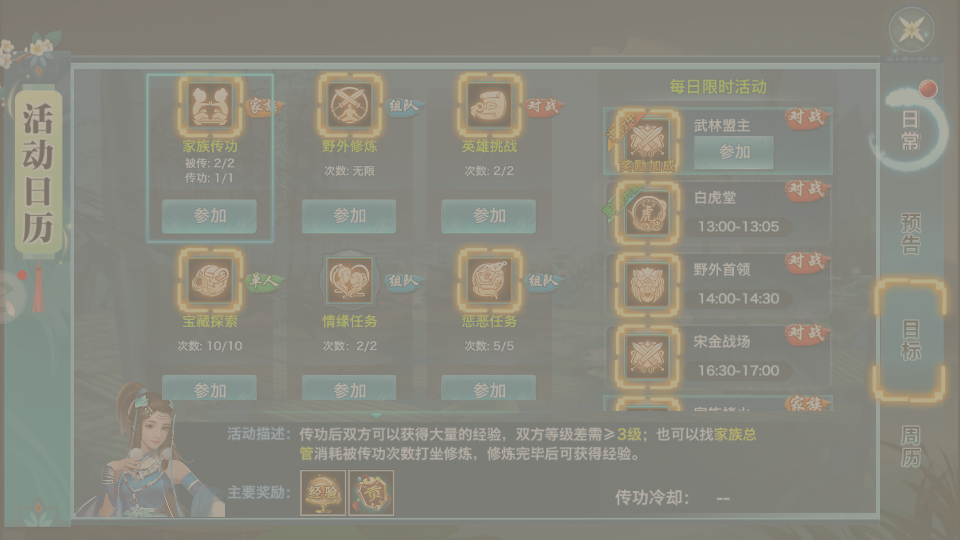 活动日历
家族
家族传功
被传: 2/2
传功: 1/1
参加
组队
野外修炼
次数: 无限
参加
对战
英雄挑战
次数: 2/2
参加
单人
宝藏探索
次数: 10/10
参加
组队
情缘任务
次数: 2/2
参加
组队
惩恶任务
次数: 5/5
参加
每日限时活动
奖励加成
武林盟主
对战
参加
白虎堂
对战
13:00-13:05
野外首领
对战
14:00-14:30
宋金战场
对战
16:30-17:00
家族
日常
预告
目标
周历
活动描述: 传功后双方可以获得大量的经验，双方等级差需≥3级；也可以找家族总
管消耗被传功次数打坐修炼，修炼完毕后可获得经验。
主要奖励:
经验
贡
传功冷却: --